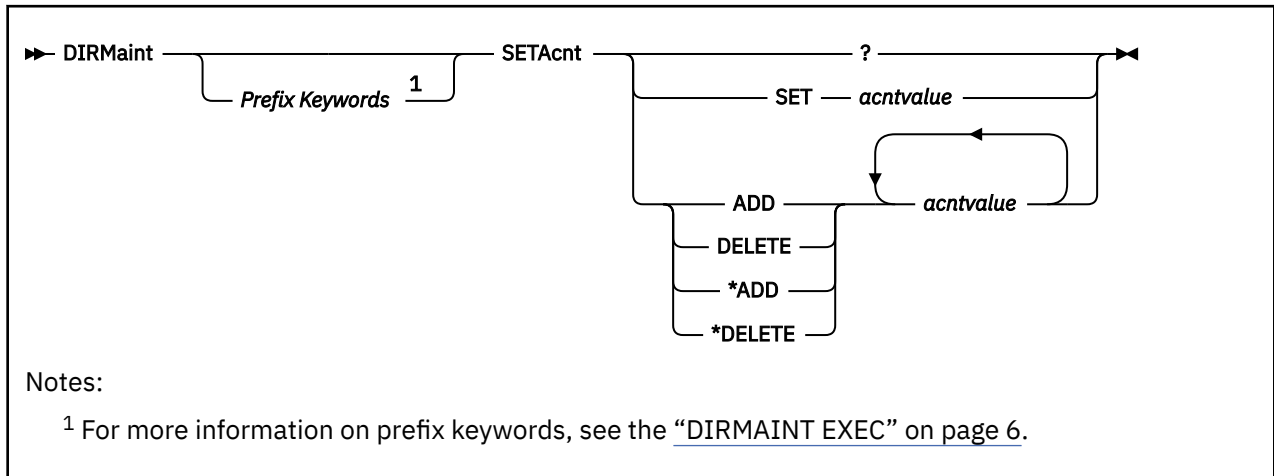 DIRMaint Prefix Keywords 1 SETAcnt ?
SET acntvalue
ADD acntvalue
DELETE
*ADD
*DELETE
Notes:
1 For more information on prefix keywords, see the “DIRMAINT EXEC” on page 6.